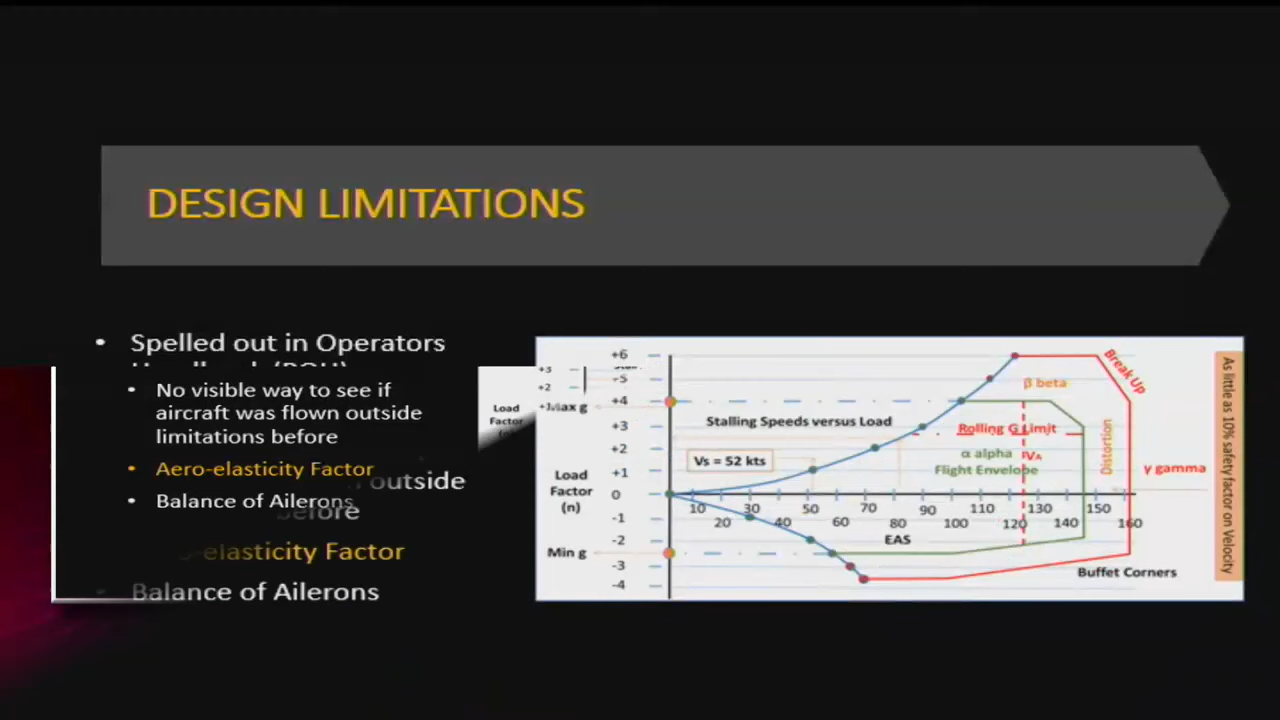 DESIGN LIMITATIONS
• Spelled out in Operators
• No visible way to see if
aircraft was flown outside
limitations before
• Aero-elasticity Factor
• Balance of Ailerons
outside
before
-elasticity Factor
Balance of Ailerons
+3
+2
Load
Factor
+6
+5
+4
Max g
+3
+2
+1
0
-1
-2
Min g
-3
-4
Load
Factor
(n)
Stalling Speeds versus Load
Vs = 52 kts
β beta
Break Up
Rolling G Limit
α alpha
VA
Flight Envelope
Distortion
γ gamma
10 20 30 40 50 60 70 80 90 100 110 120 130 140 150 160
EAS
Buffet Corners
As little as 10% safety factor on Velocity